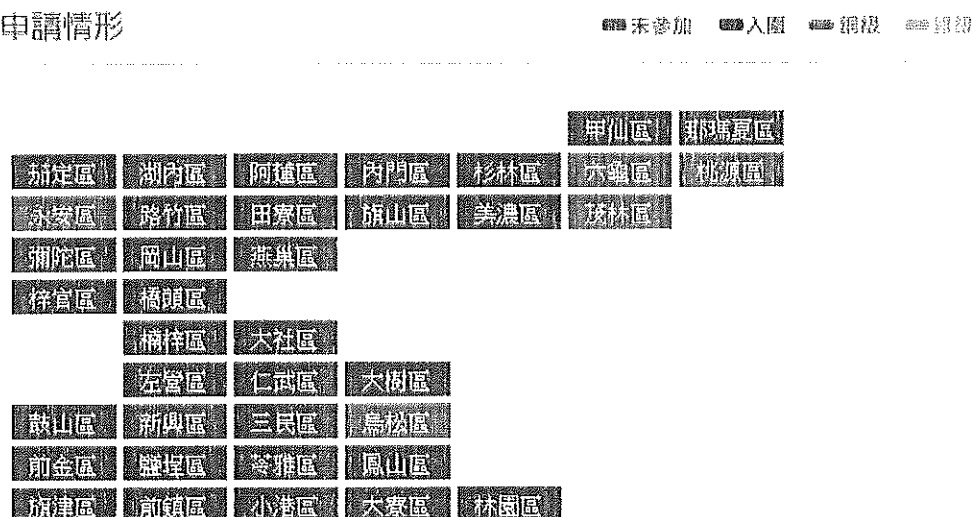 申請情形
未參加 入圍 銅級 銀級
甲仙區 那瑪夏區
茄萣區 湖內區 阿蓮區 內門區 杉林區 六龜區 桃源區
永安區 路竹區 田寮區 旗山區 美濃區 茂林區
彌陀區 岡山區 燕巢區
梓官區 橋頭區
楠梓區 大社區
左營區 仁武區 大樹區
鼓山區 新興區 三民區 鳥松區
前金區 鹽埕區 苓雅區 鳳山區
旗津區 前鎮區 小港區 大寮區 林園區